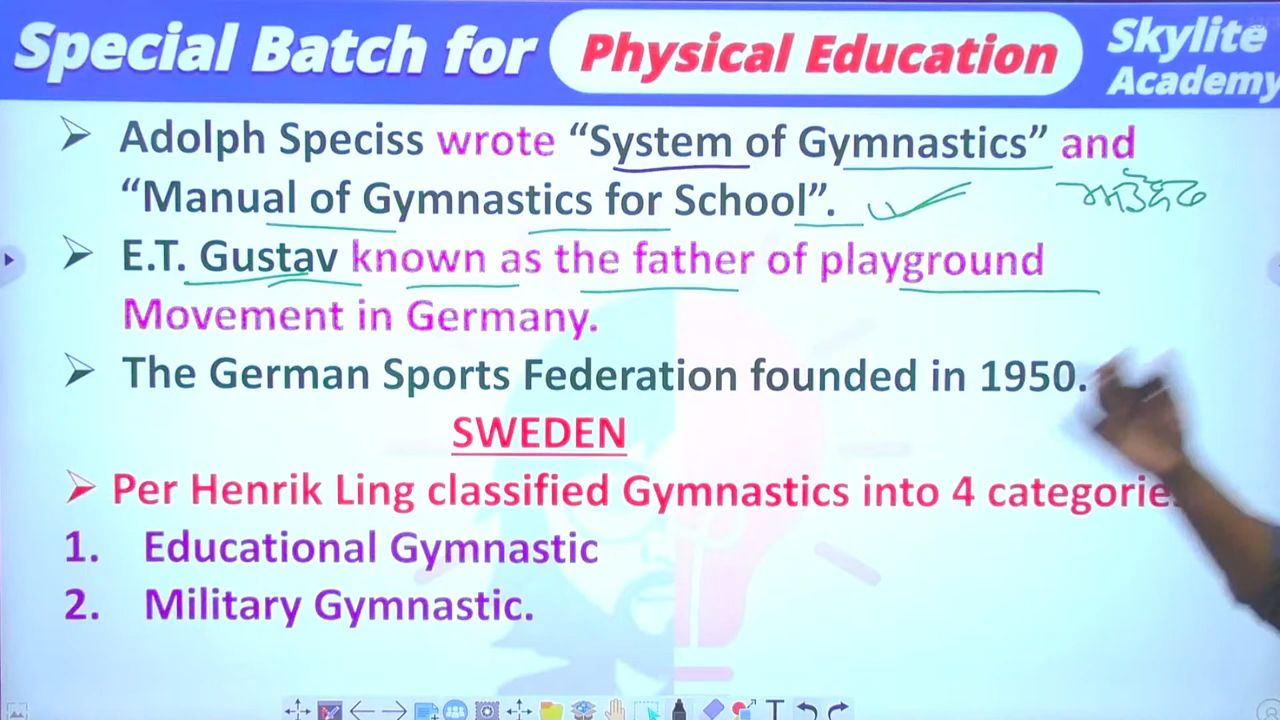 Special Batch for Physical Education Skylite Academy
➢ Adolph Speciss wrote “System of Gymnastics” and
“Manual of Gymnastics for School”.
➢ E.T. Gustav known as the father of playground
Movement in Germany.
➢ The German Sports Federation founded in 1950.
SWEDEN
➢ Per Henrik Ling classified Gymnastics into 4 categorie
1. Educational Gymnastic
2. Military Gymnastic.